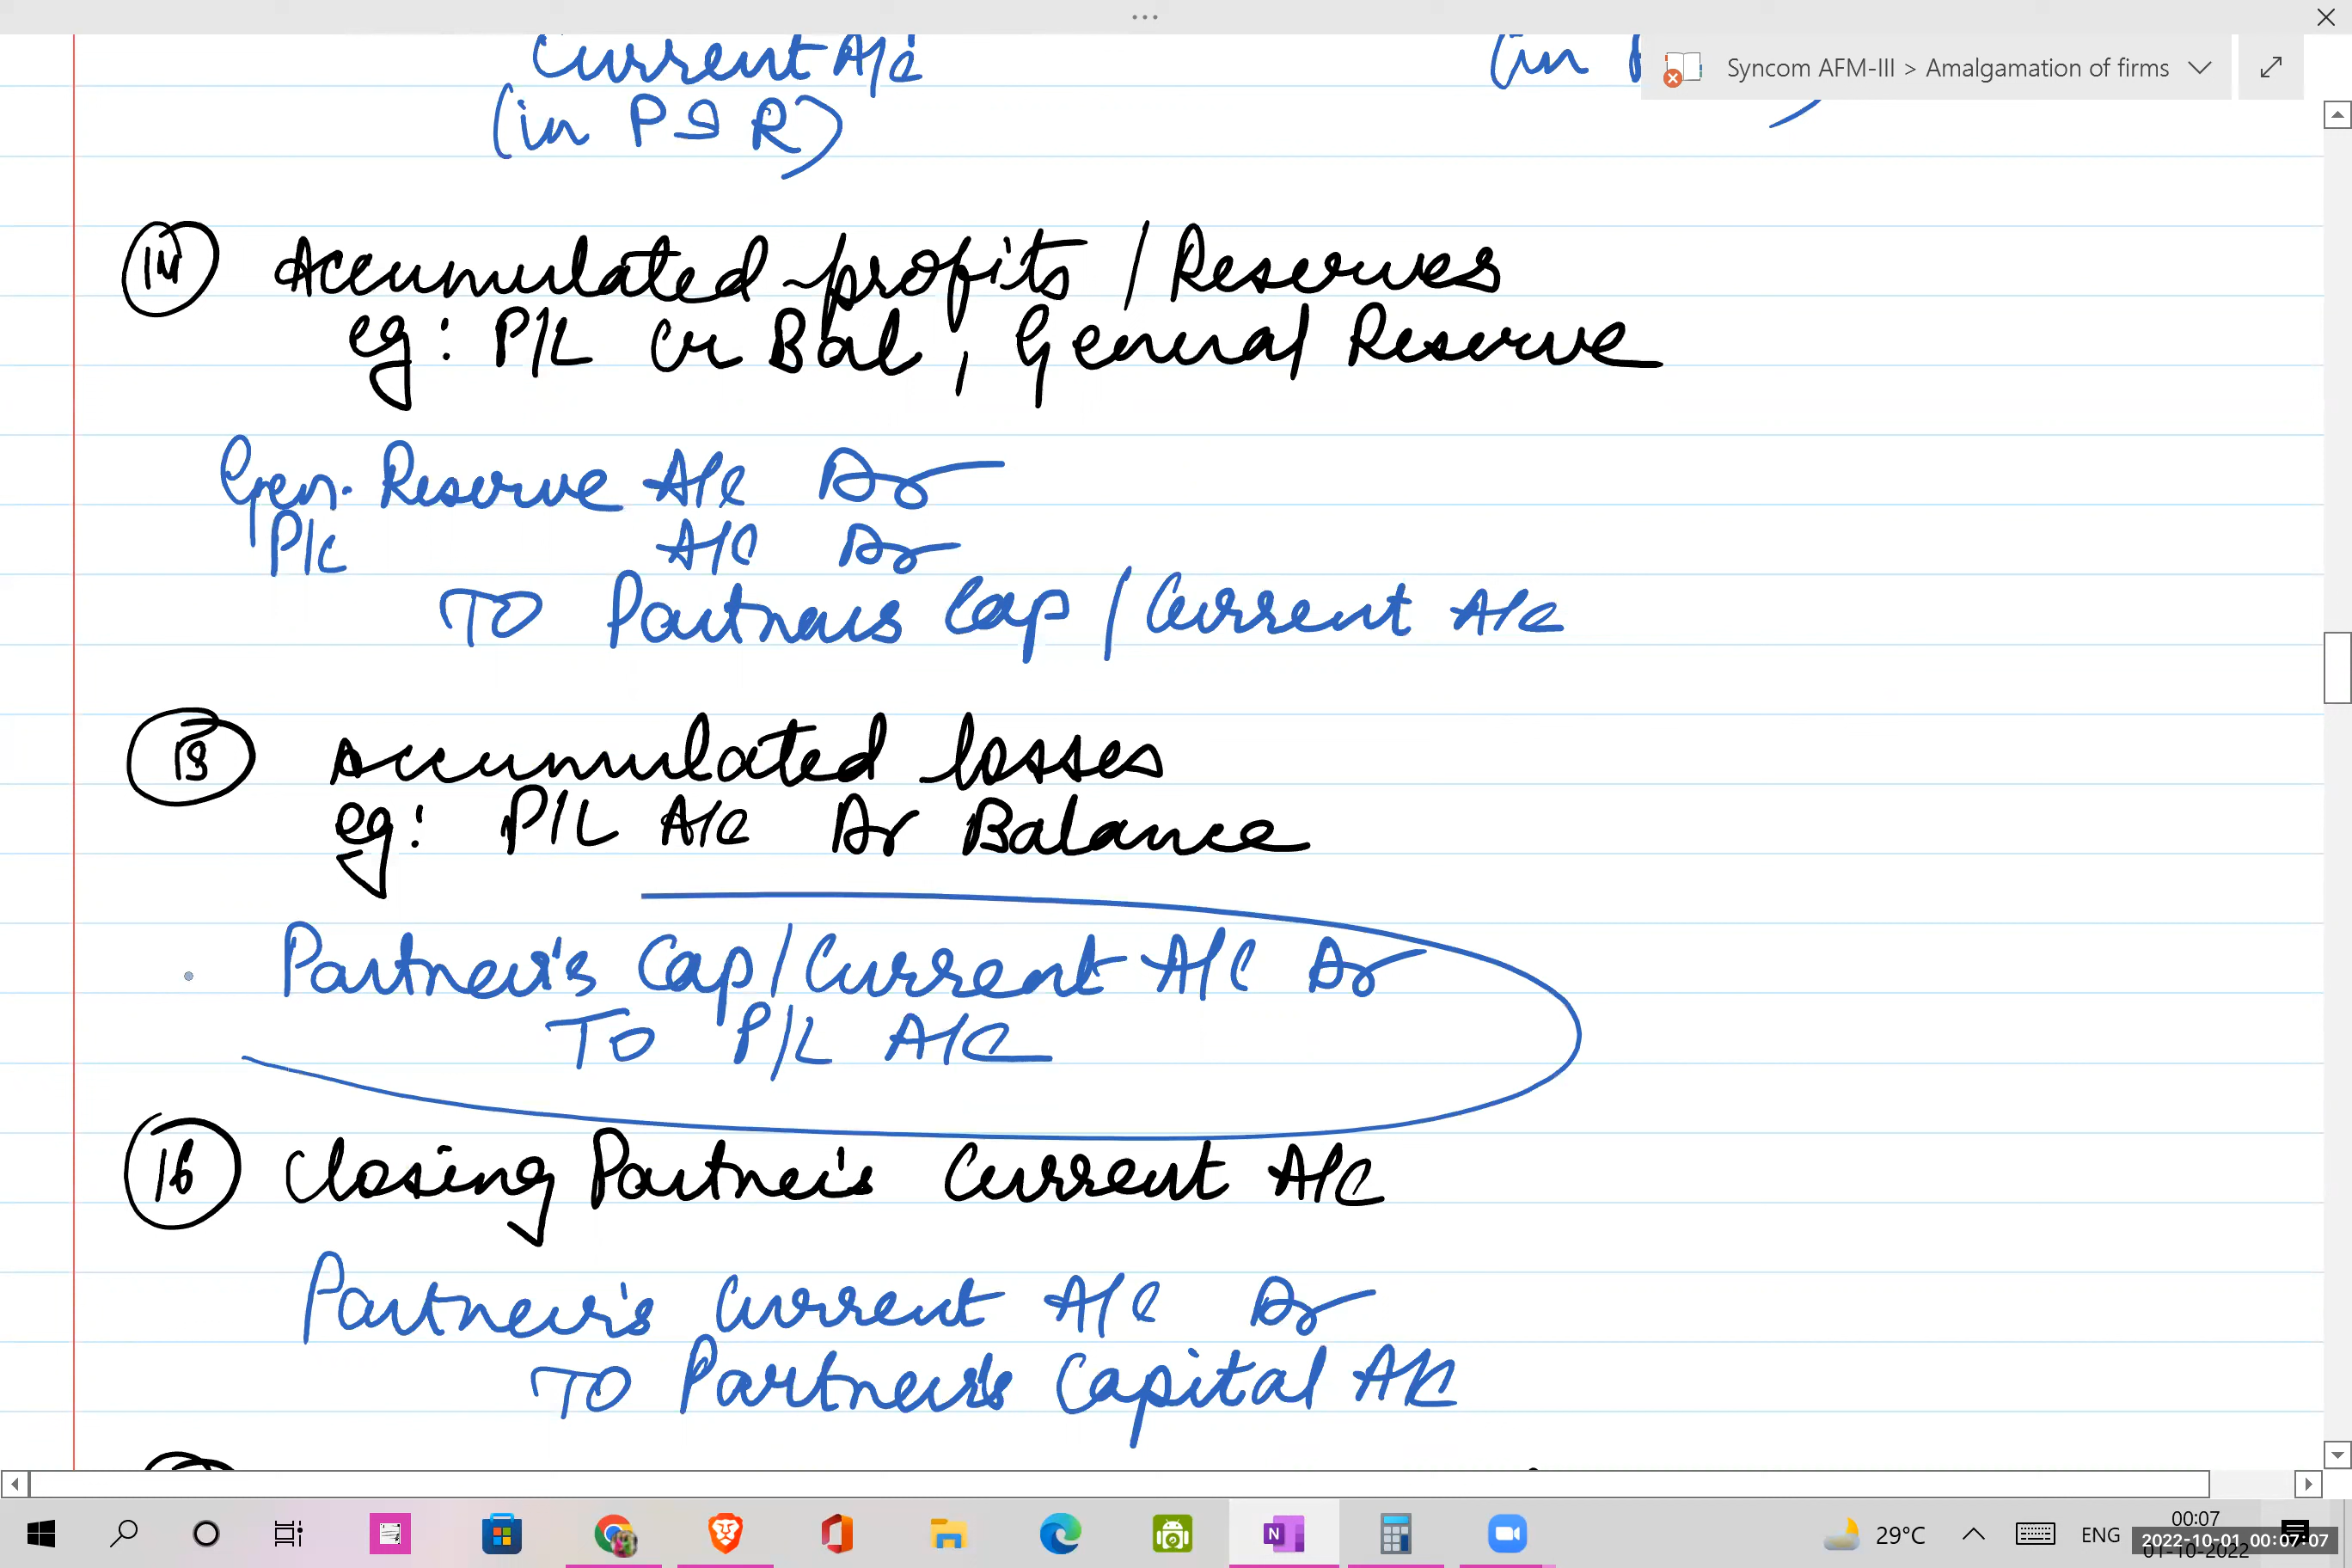 Syncom AFM-III > Amalgamation of firms
Current A/c
(in
(in PSR)
14 Accumulated profits / Reserves
eg: P/L Cr Bal, General Reserve
Gen. Reserve A/c Dr
P/L A/c Dr
To Partners Cap / Current A/c
15 Accumulated losses
eg: P/L A/c Dr Balance
Partner's Cap/Current A/c Dr
To P/L A/c
16 Closing Partner's Current A/c
Partner's Current A/c Dr
To Partner's Capital A/c
29°C
ENG
00:07
01-10-2022
2022-10-01 00:07:07